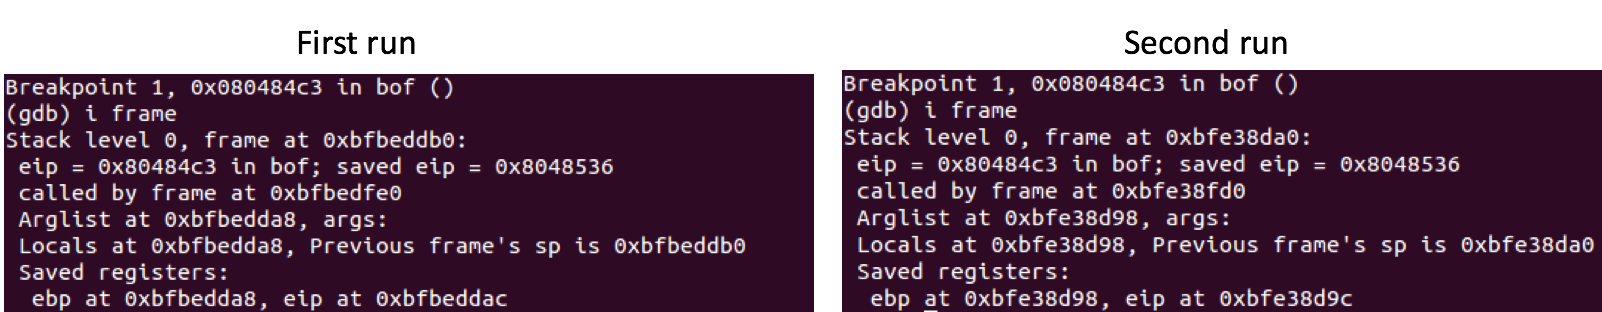 First run
Breakpoint 1, 0x080484c3 in bof ()
(gdb) i frame
Stack level 0, frame at 0xbfbeddb0:
 eip = 0x80484c3 in bof; saved eip = 0x8048536
 called by frame at 0xbfbedfe0
 Arglist at 0xbfbedda8, args:
 Locals at 0xbfbedda8, Previous frame's sp is 0xbfbeddb0
 Saved registers:
  ebp at 0xbfbedda8, eip at 0xbfbeddac
Second run
Breakpoint 1, 0x080484c3 in bof ()
(gdb) i frame
Stack level 0, frame at 0xbfe38da0:
 eip = 0x80484c3 in bof; saved eip = 0x8048536
 called by frame at 0xbfe38fd0
 Arglist at 0xbfe38d98, args:
 Locals at 0xbfe38d98, Previous frame's sp is 0xbfe38da0
 Saved registers:
  ebp at 0xbfe38d98, eip at 0xbfe38d9c